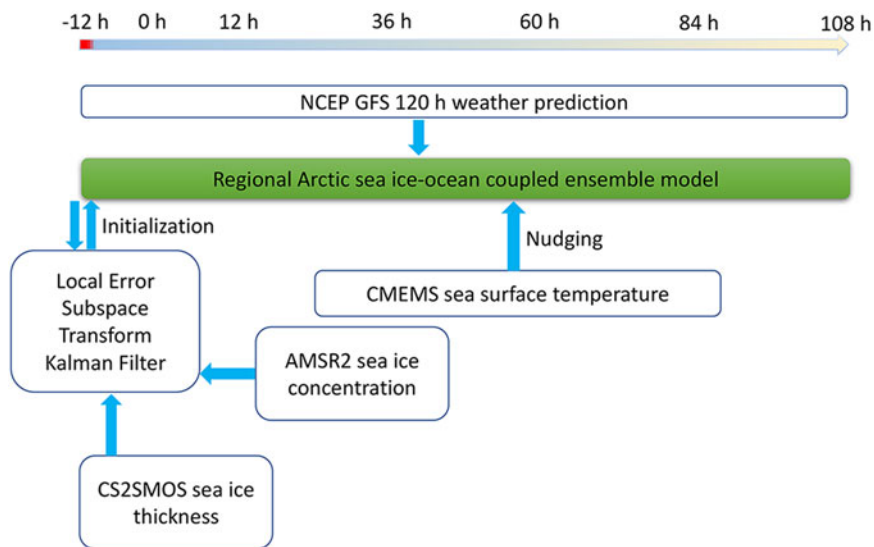 -12 h 0 h 12 h 36 h 60 h 84 h 108 h
NCEP GFS 120 h weather prediction
Regional Arctic sea ice-ocean coupled ensemble model
Initialization
Nudging
Local Error
Subspace
Transform
Kalman Filter
CMEMS sea surface temperature
AMSR2 sea ice
concentration
CS2SMOS sea ice
thickness